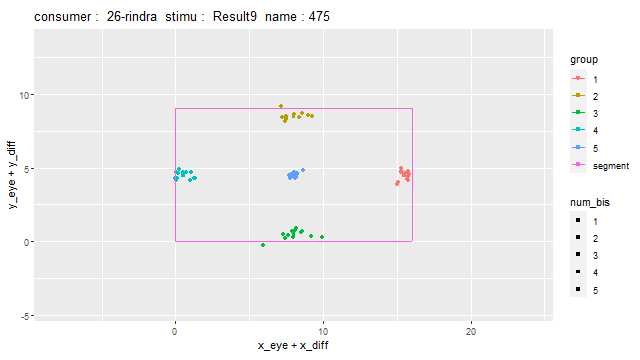 consumer :  26-rindra  stimu :  Result9  name : 475
y_eye + y_diff
10
5
0
-5
0
10
20
x_eye + x_diff
group
1
2
3
4
5
segment
num_bis
1
2
3
4
5